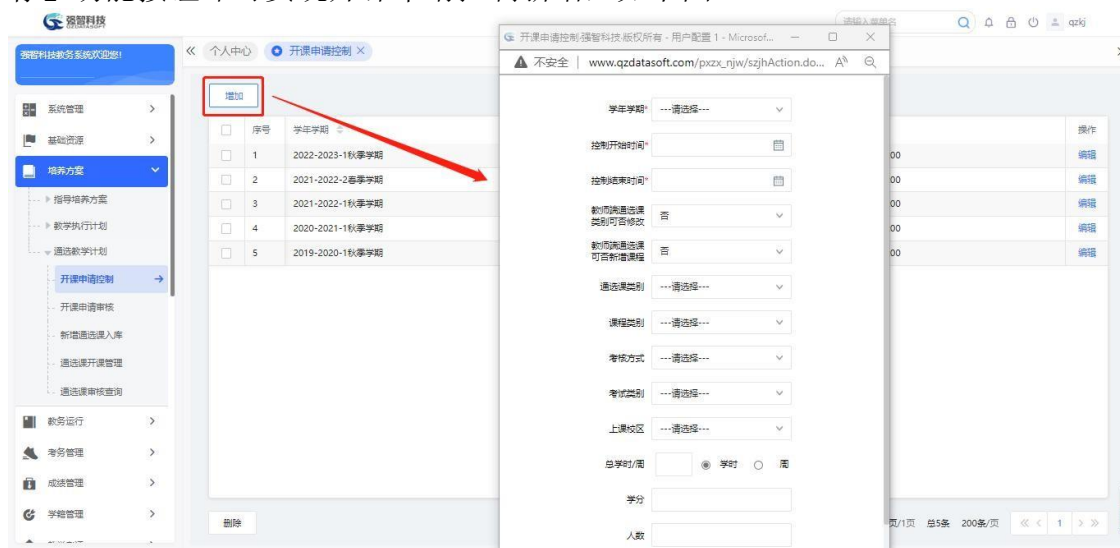 强智科技
QZDATASOFT
请输入菜单名
qzkj
强智科技教务系统欢迎您!
个人中心
开课申请控制
系统管理
基础资源
培养方案
指导培养方案
教学执行计划
通选教学计划
开课申请控制
开课申请审核
新增通选课入库
通选课开课管理
通选课审核查询
教务运行
考务管理
成绩管理
学籍管理
增加
序号 学年学期 操作
1 2022-2023-1秋季学期 00 编辑
2 2021-2022-2春季学期 00 编辑
3 2021-2022-1秋季学期 00 编辑
4 2020-2021-1秋季学期 00 编辑
5 2019-2020-1秋季学期 00 编辑
删除
页/1页 总5条 200条/页 1
开课申请控制-强智科技-版权所有 - 用户配置 1 - Microsof...
不安全 www.qzdatasoft.com/pxzx_njw/szjhAction.do...
学年学期* ---请选择---
控制开始时间*
控制结束时间*
教师端通选课
类别可否修改 否
教师端通选课
可否新增课程 否
通选课类别 ---请选择---
课程类别 ---请选择---
考核方式 ---请选择---
考试类别 ---请选择---
上课校区 ---请选择---
总学时/周 学时 周
学分
人数